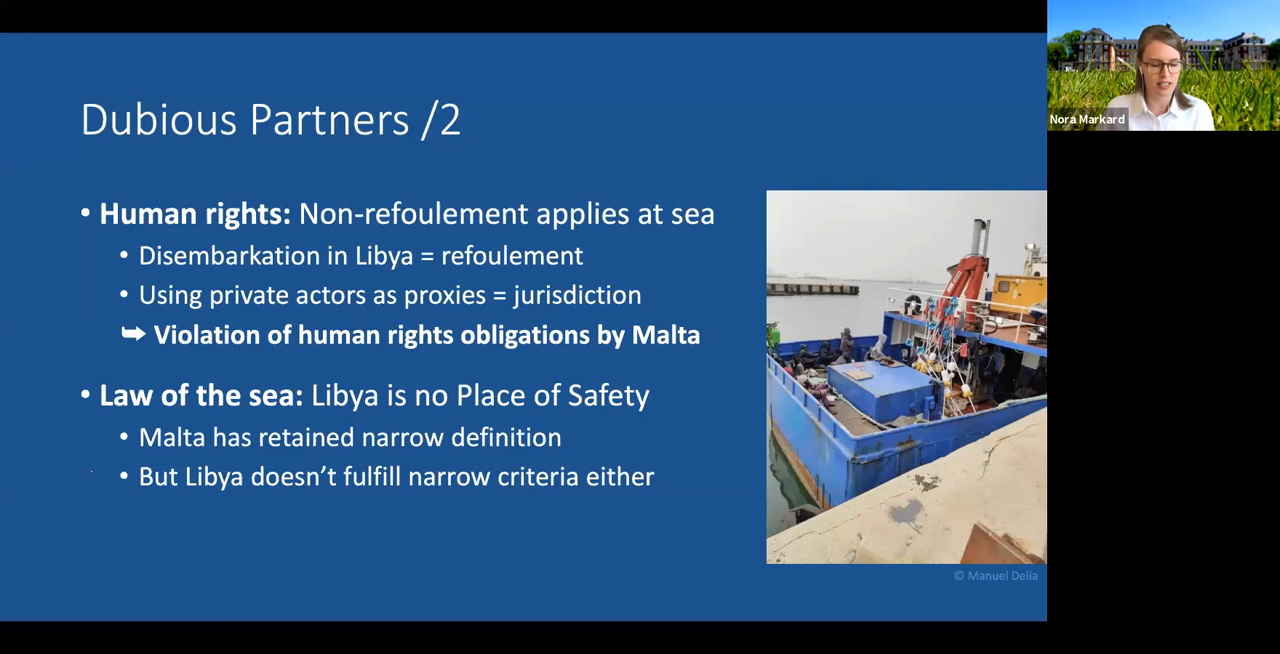 Dubious Partners /2
• Human rights: Non-refoulement applies at sea
• Disembarkation in Libya = refoulement
• Using private actors as proxies = jurisdiction
➥ Violation of human rights obligations by Malta
• Law of the sea: Libya is no Place of Safety
• Malta has retained narrow definition
• But Libya doesn’t fulfill narrow criteria either
© Manuel Delia
Nora Markard